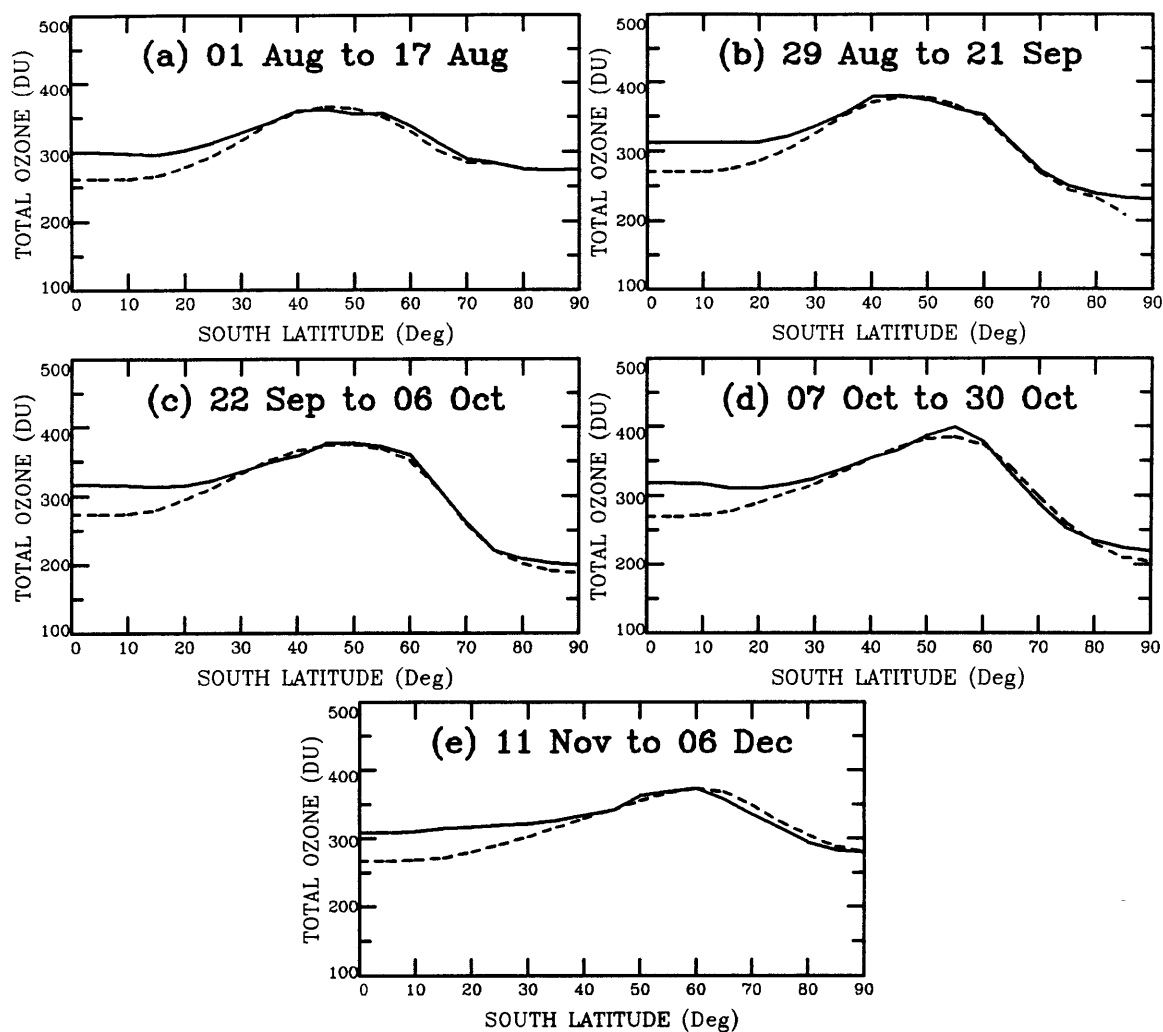 (a) 01 Aug to 17 Aug
TOTAL OZONE (DU)
500
400
300
200
100
0 10 20 30 40 50 60 70 80 90
SOUTH LATITUDE (Deg)
(b) 29 Aug to 21 Sep
TOTAL OZONE (DU)
500
400
300
200
100
0 10 20 30 40 50 60 70 80 90
SOUTH LATITUDE (Deg)
(c) 22 Sep to 06 Oct
TOTAL OZONE (DU)
500
400
300
200
100
0 10 20 30 40 50 60 70 80 90
SOUTH LATITUDE (Deg)
(d) 07 Oct to 30 Oct
TOTAL OZONE (DU)
500
400
300
200
100
0 10 20 30 40 50 60 70 80 90
SOUTH LATITUDE (Deg)
(e) 11 Nov to 06 Dec
TOTAL OZONE (DU)
500
400
300
200
100
0 10 20 30 40 50 60 70 80 90
SOUTH LATITUDE (Deg)